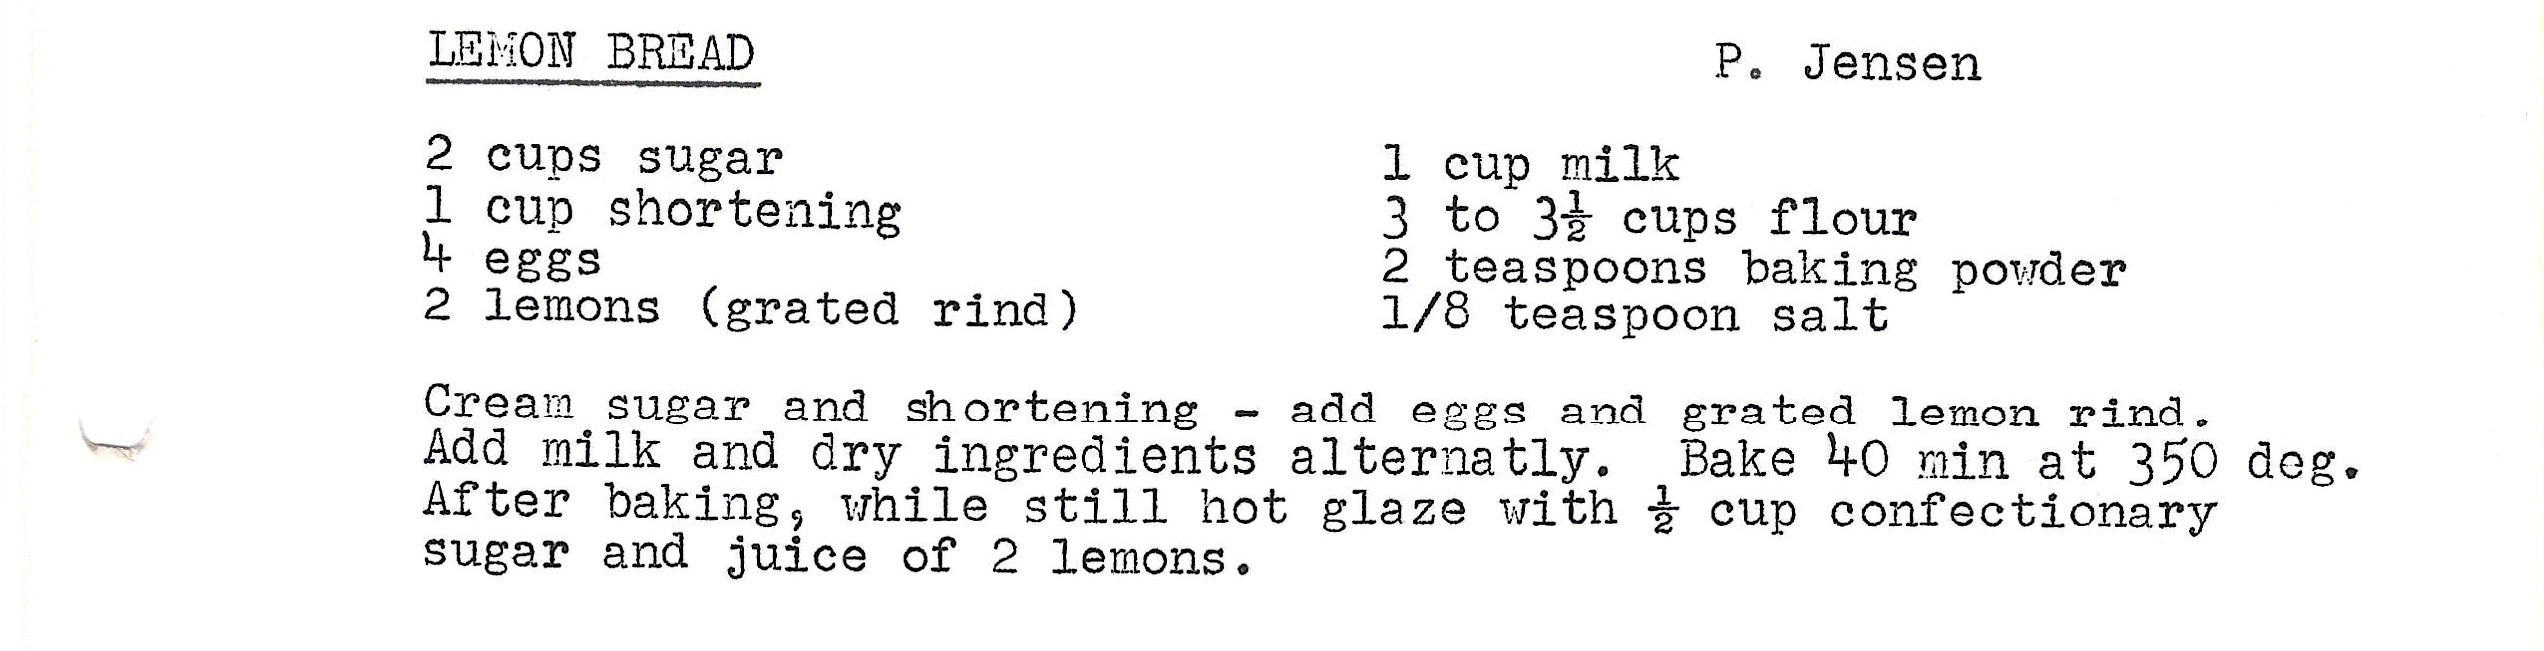 LEMON BREAD
P. Jensen
2 cups sugar
1 cup shortening
4 eggs
2 lemons (grated rind)
1 cup milk
3 to 3½ cups flour
2 teaspoons baking powder
1/8 teaspoon salt
Cream sugar and shortening - add eggs and grated lemon rind.
Add milk and dry ingredients alternatly. Bake 40 min at 350 deg.
After baking, while still hot glaze with ½ cup confectionary
sugar and juice of 2 lemons.